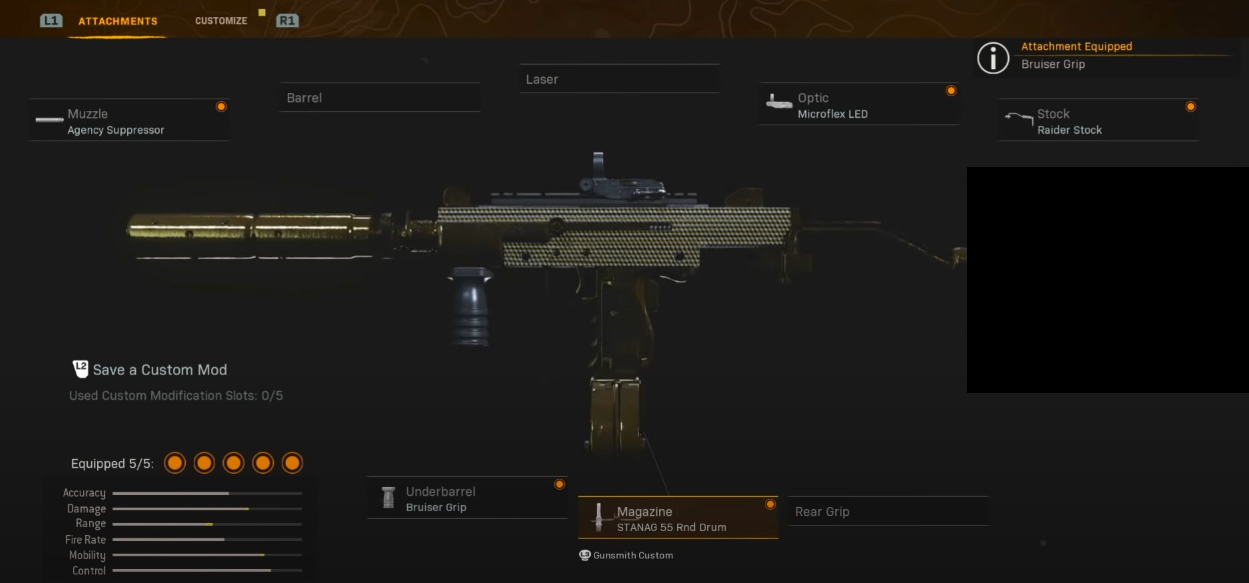 L1 ATTACHMENTS CUSTOMIZE R1
Attachment Equipped
Bruiser Grip
Muzzle
Agency Suppressor
Barrel
Laser
Optic
Microflex LED
Stock
Raider Stock
L2 Save a Custom Mod
Used Custom Modification Slots: 0/5
Equipped 5/5:
Accuracy
Damage
Range
Fire Rate
Mobility
Control
Underbarrel
Bruiser Grip
Magazine
STANAG 55 Rnd Drum
Rear Grip
L3 Gunsmith Custom